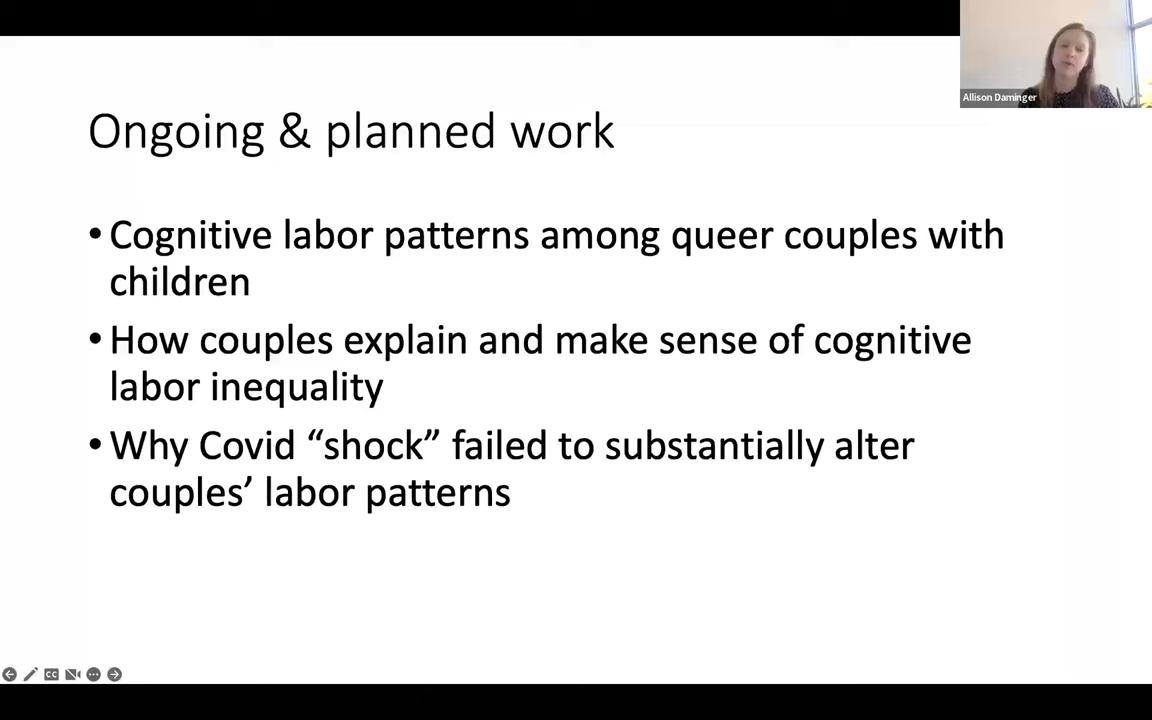 Allison Daminger
Ongoing & planned work
• Cognitive labor patterns among queer couples with
children
• How couples explain and make sense of cognitive
labor inequality
• Why Covid “shock” failed to substantially alter
couples’ labor patterns
CC